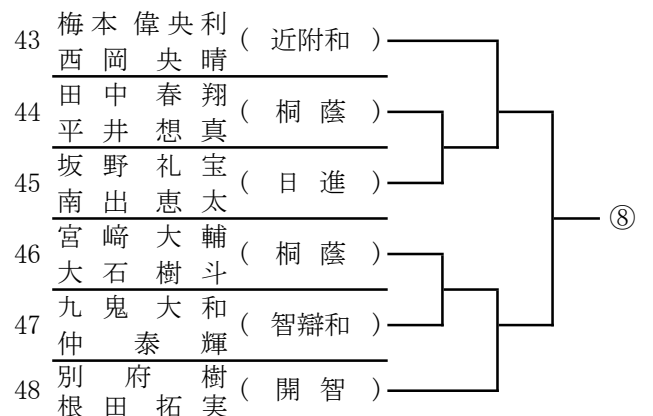 43 梅本偉央利 ( 近附和 )
西岡央晴
44 田中春翔 ( 桐蔭 )
平井想真
45 坂野礼宝 ( 日進 )
南出恵太
46 宮﨑大輔 ( 桐蔭 )
大石樹斗
47 九鬼大和 ( 智辯和 )
仲泰輝
48 別府樹 ( 開智 )
根田拓実
⑧